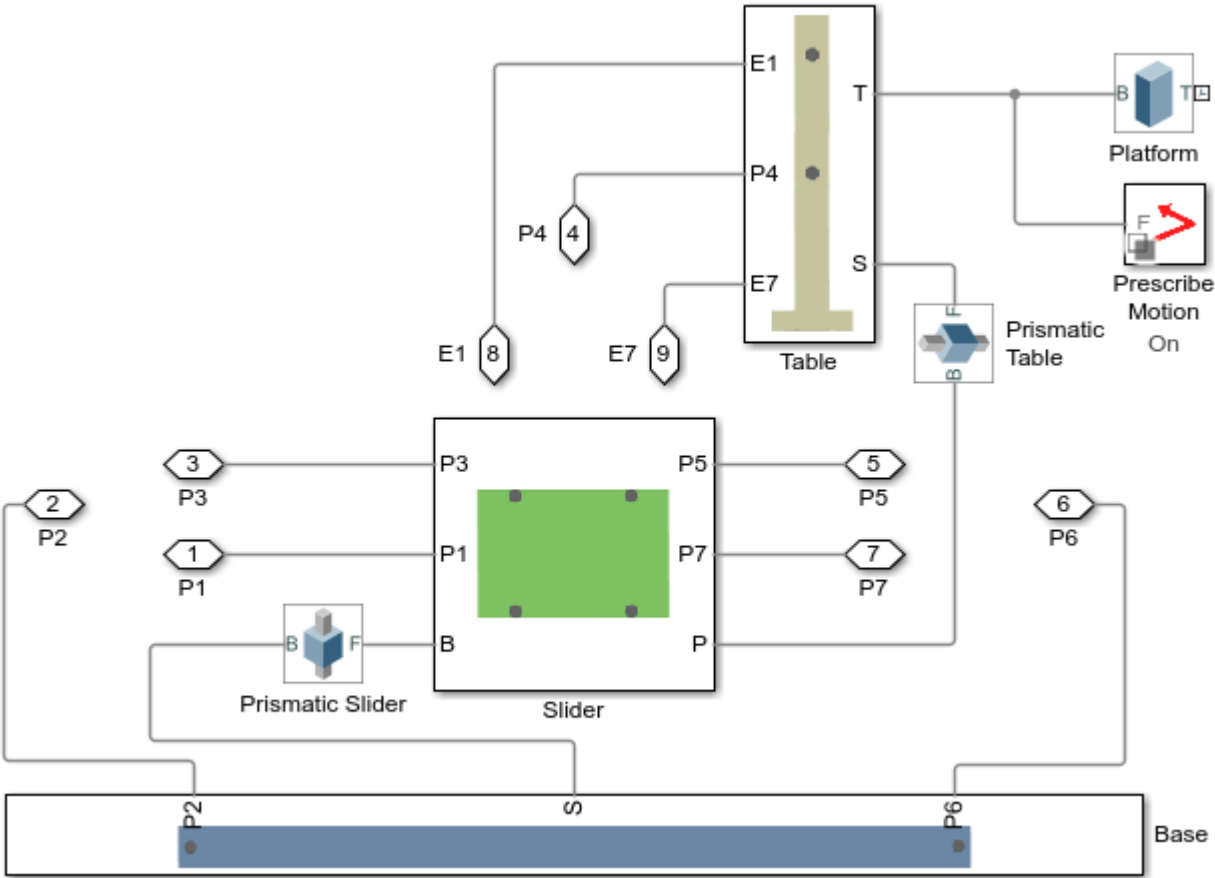 E1
T
B
T
Platform
P4
P4
4
F
Prescribe
Motion
On
S
E7
E1
8
E7
9
Table
F
B
Prismatic
Table
3
P3
P3
P5
5
P5
2
P2
6
P6
1
P1
P1
P7
7
P7
B
F
B
P
Prismatic Slider
Slider
P2
S
P6
Base